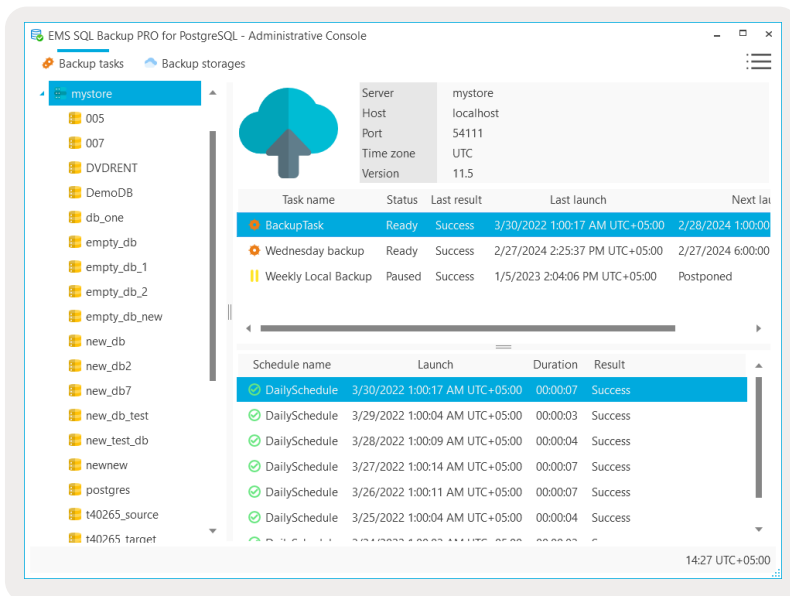 EMS SQL Backup PRO for PostgreSQL - Administrative Console
Backup tasks Backup storages
mystore
005
007
DVDRENT
DemoDB
db_one
empty_db
empty_db_1
empty_db_2
empty_db_new
new_db
new_db2
new_db7
new_db_test
new_test_db
newnew
postgres
t40265_source
t40265_target
Server mystore
Host localhost
Port 54111
Time zone UTC
Version 11.5
Task name Status Last result Last launch Next lau
BackupTask Ready Success 3/30/2022 1:00:17 AM UTC+05:00 2/28/2024 1:00:00
Wednesday backup Ready Success 2/27/2024 2:25:37 PM UTC+05:00 2/27/2024 6:00:00
Weekly Local Backup Paused Success 1/5/2023 2:04:06 PM UTC+05:00 Postponed
Schedule name Launch Duration Result
DailySchedule 3/30/2022 1:00:17 AM UTC+05:00 00:00:07 Success
DailySchedule 3/29/2022 1:00:04 AM UTC+05:00 00:00:03 Success
DailySchedule 3/28/2022 1:00:09 AM UTC+05:00 00:00:04 Success
DailySchedule 3/27/2022 1:00:14 AM UTC+05:00 00:00:07 Success
DailySchedule 3/26/2022 1:00:11 AM UTC+05:00 00:00:07 Success
DailySchedule 3/25/2022 1:00:04 AM UTC+05:00 00:00:04 Success
14:27 UTC+05:00